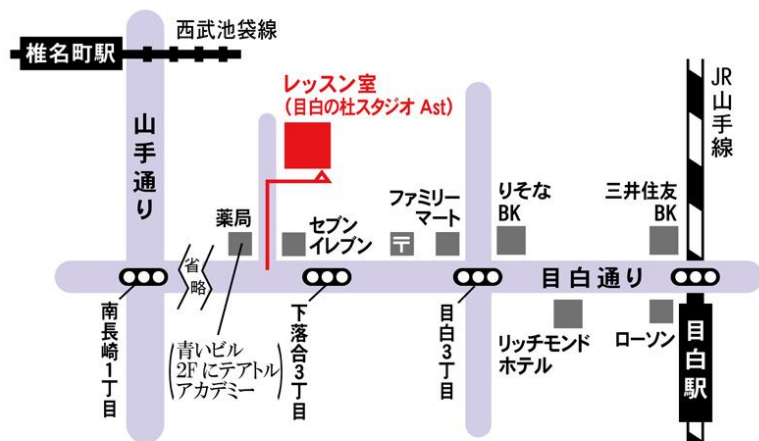 西武池袋線
椎名町駅
山手通り
レッスン室
(目白の杜スタジオ Ast)
JR
山手線
薬局
セブン
イレブン
〒
ファミリー
マート
りそな
BK
三井住友
BK
省略
目白通り
南長崎1丁目
(青いビル
2Fにテアトル
アカデミー)
下落合3丁目
目白3丁目
リッチモンド
ホテル
ローソン
目白駅